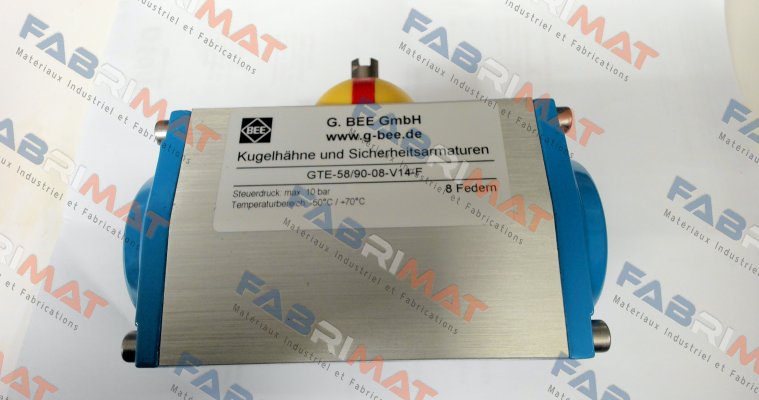 BEE
G. BEE GmbH
www.g-bee.de
Kugelhähne und Sicherheitsarmaturen
GTE-58/90-08-V14-F
8 Federn
Steuerdruck: max. 10 bar
Temperaturbereich: -50°C / +70°C
FABRIMAT
Matériaux Industriel et Fabrications